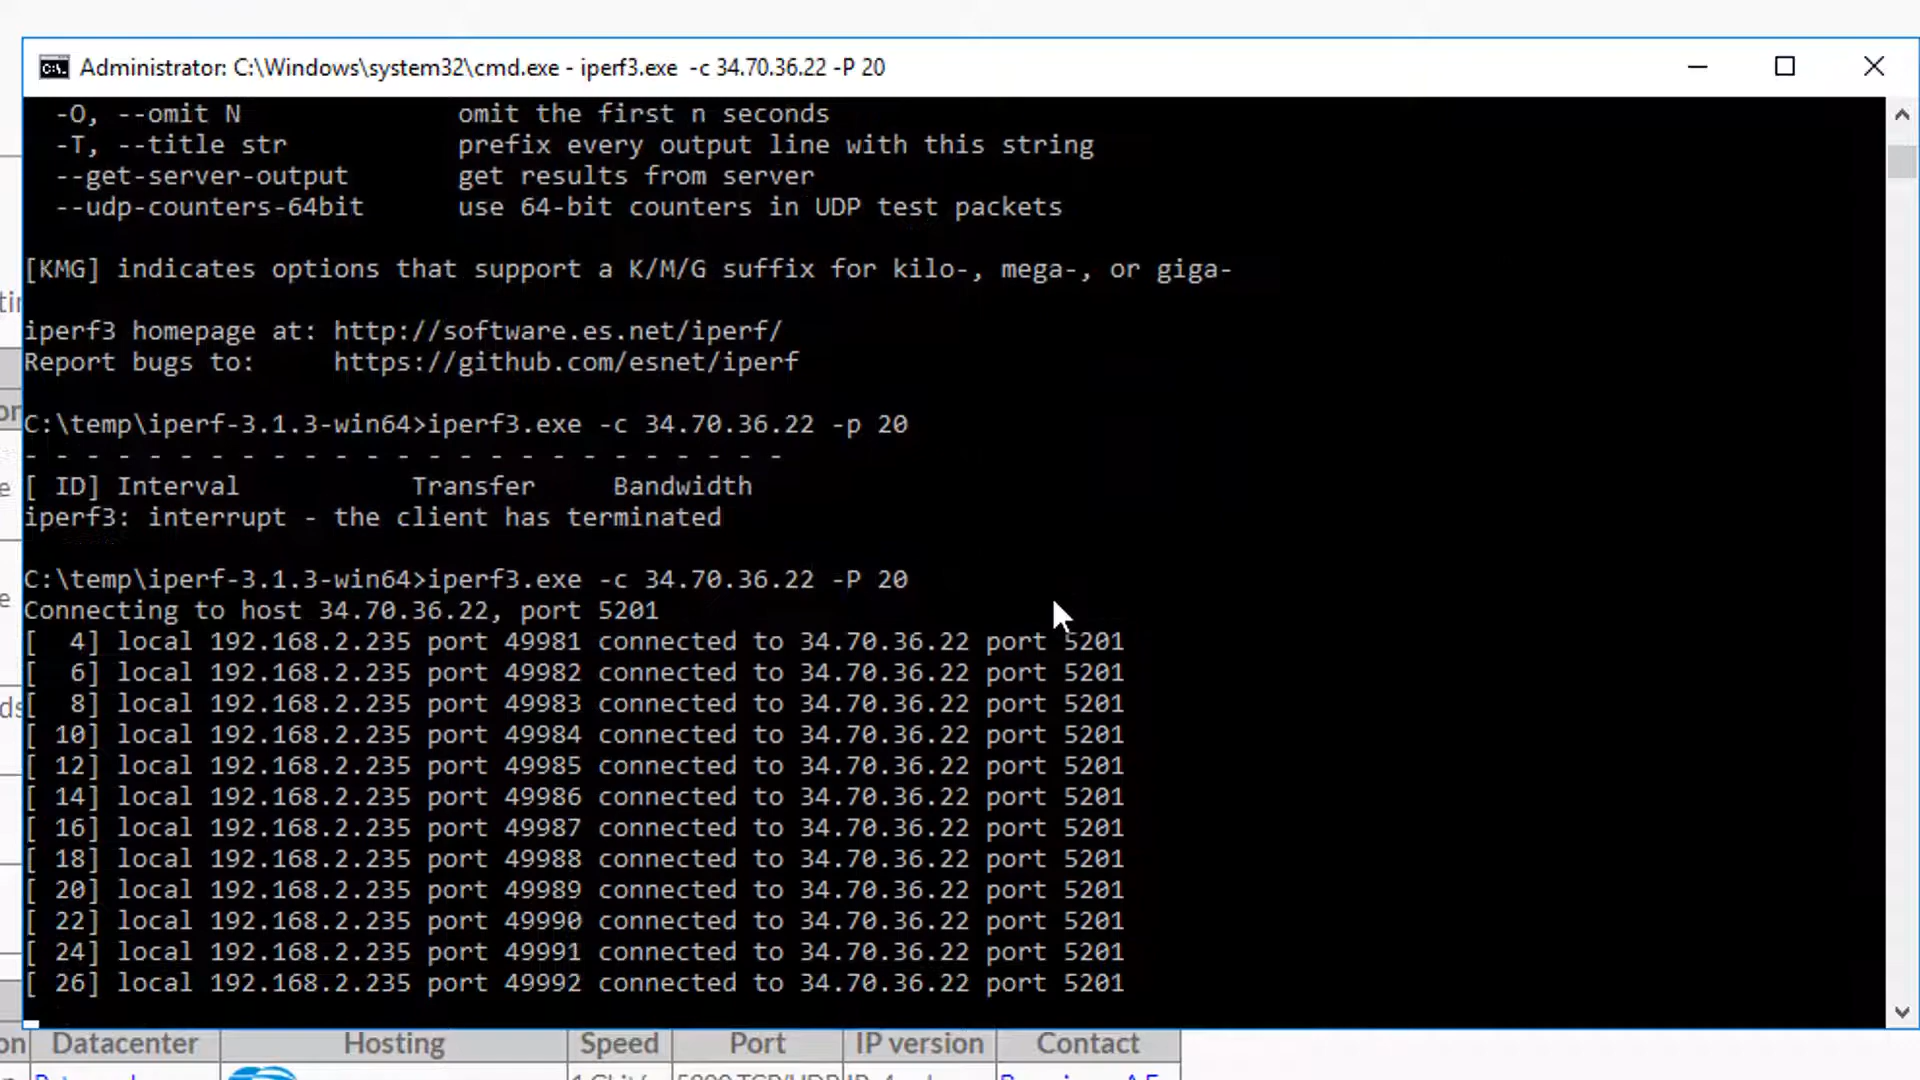 Administrator: C:\Windows\system32\cmd.exe - iperf3.exe -c 34.70.36.22 -P 20
-O, --omit N omit the first n seconds
-T, --title str prefix every output line with this string
--get-server-output get results from server
--udp-counters-64bit use 64-bit counters in UDP test packets
[KMG] indicates options that support a K/M/G suffix for kilo-, mega-, or giga-
iperf3 homepage at: http://software.es.net/iperf/
Report bugs to: https://github.com/esnet/iperf
C:\temp\iperf-3.1.3-win64>iperf3.exe -c 34.70.36.22 -p 20
- - - - - - - - - - - - - - - - - - - - - - - - -
[ ID] Interval Transfer Bandwidth
iperf3: interrupt - the client has terminated
C:\temp\iperf-3.1.3-win64>iperf3.exe -c 34.70.36.22 -P 20
Connecting to host 34.70.36.22, port 5201
[ 4] local 192.168.2.235 port 49981 connected to 34.70.36.22 port 5201
[ 6] local 192.168.2.235 port 49982 connected to 34.70.36.22 port 5201
[ 8] local 192.168.2.235 port 49983 connected to 34.70.36.22 port 5201
[ 10] local 192.168.2.235 port 49984 connected to 34.70.36.22 port 5201
[ 12] local 192.168.2.235 port 49985 connected to 34.70.36.22 port 5201
[ 14] local 192.168.2.235 port 49986 connected to 34.70.36.22 port 5201
[ 16] local 192.168.2.235 port 49987 connected to 34.70.36.22 port 5201
[ 18] local 192.168.2.235 port 49988 connected to 34.70.36.22 port 5201
[ 20] local 192.168.2.235 port 49989 connected to 34.70.36.22 port 5201
[ 22] local 192.168.2.235 port 49990 connected to 34.70.36.22 port 5201
[ 24] local 192.168.2.235 port 49991 connected to 34.70.36.22 port 5201
[ 26] local 192.168.2.235 port 49992 connected to 34.70.36.22 port 5201
on Datacenter Hosting Speed Port IP version Contact